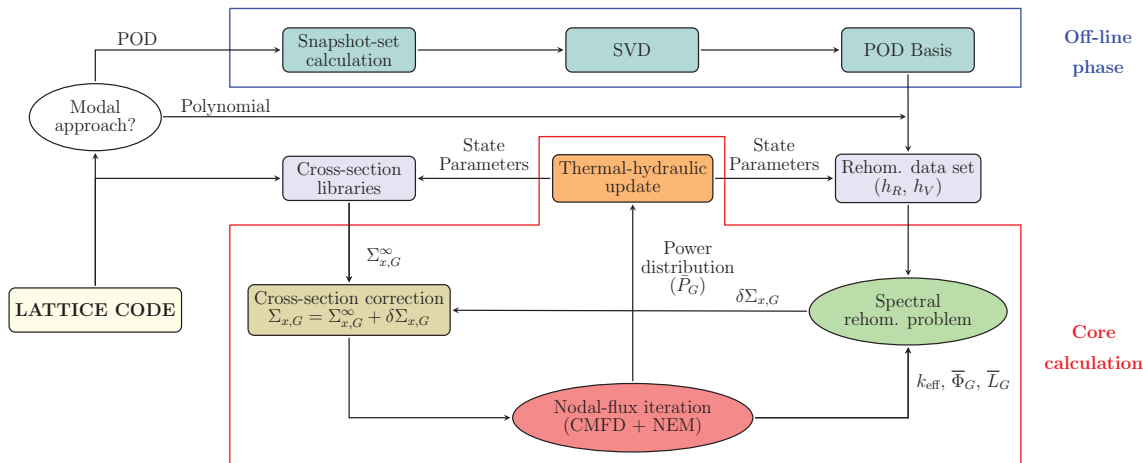 POD
Snapshot-set
calculation
SVD
POD Basis
Off-line
phase
Modal
approach?
Polynomial
State
Parameters
State
Parameters
Cross-section
libraries
Thermal-hydraulic
update
Rehom. data set
(h_R, h_V)
Σ^∞_{x,G}
Power
distribution
(P̄_G)
LATTICE CODE
Cross-section correction
Σ_{x,G} = Σ^∞_{x,G} + δΣ_{x,G}
δΣ_{x,G}
Spectral
rehom. problem
Core
calculation
k_eff, Φ̅_G, L̅_G
Nodal-flux iteration
(CMFD + NEM)